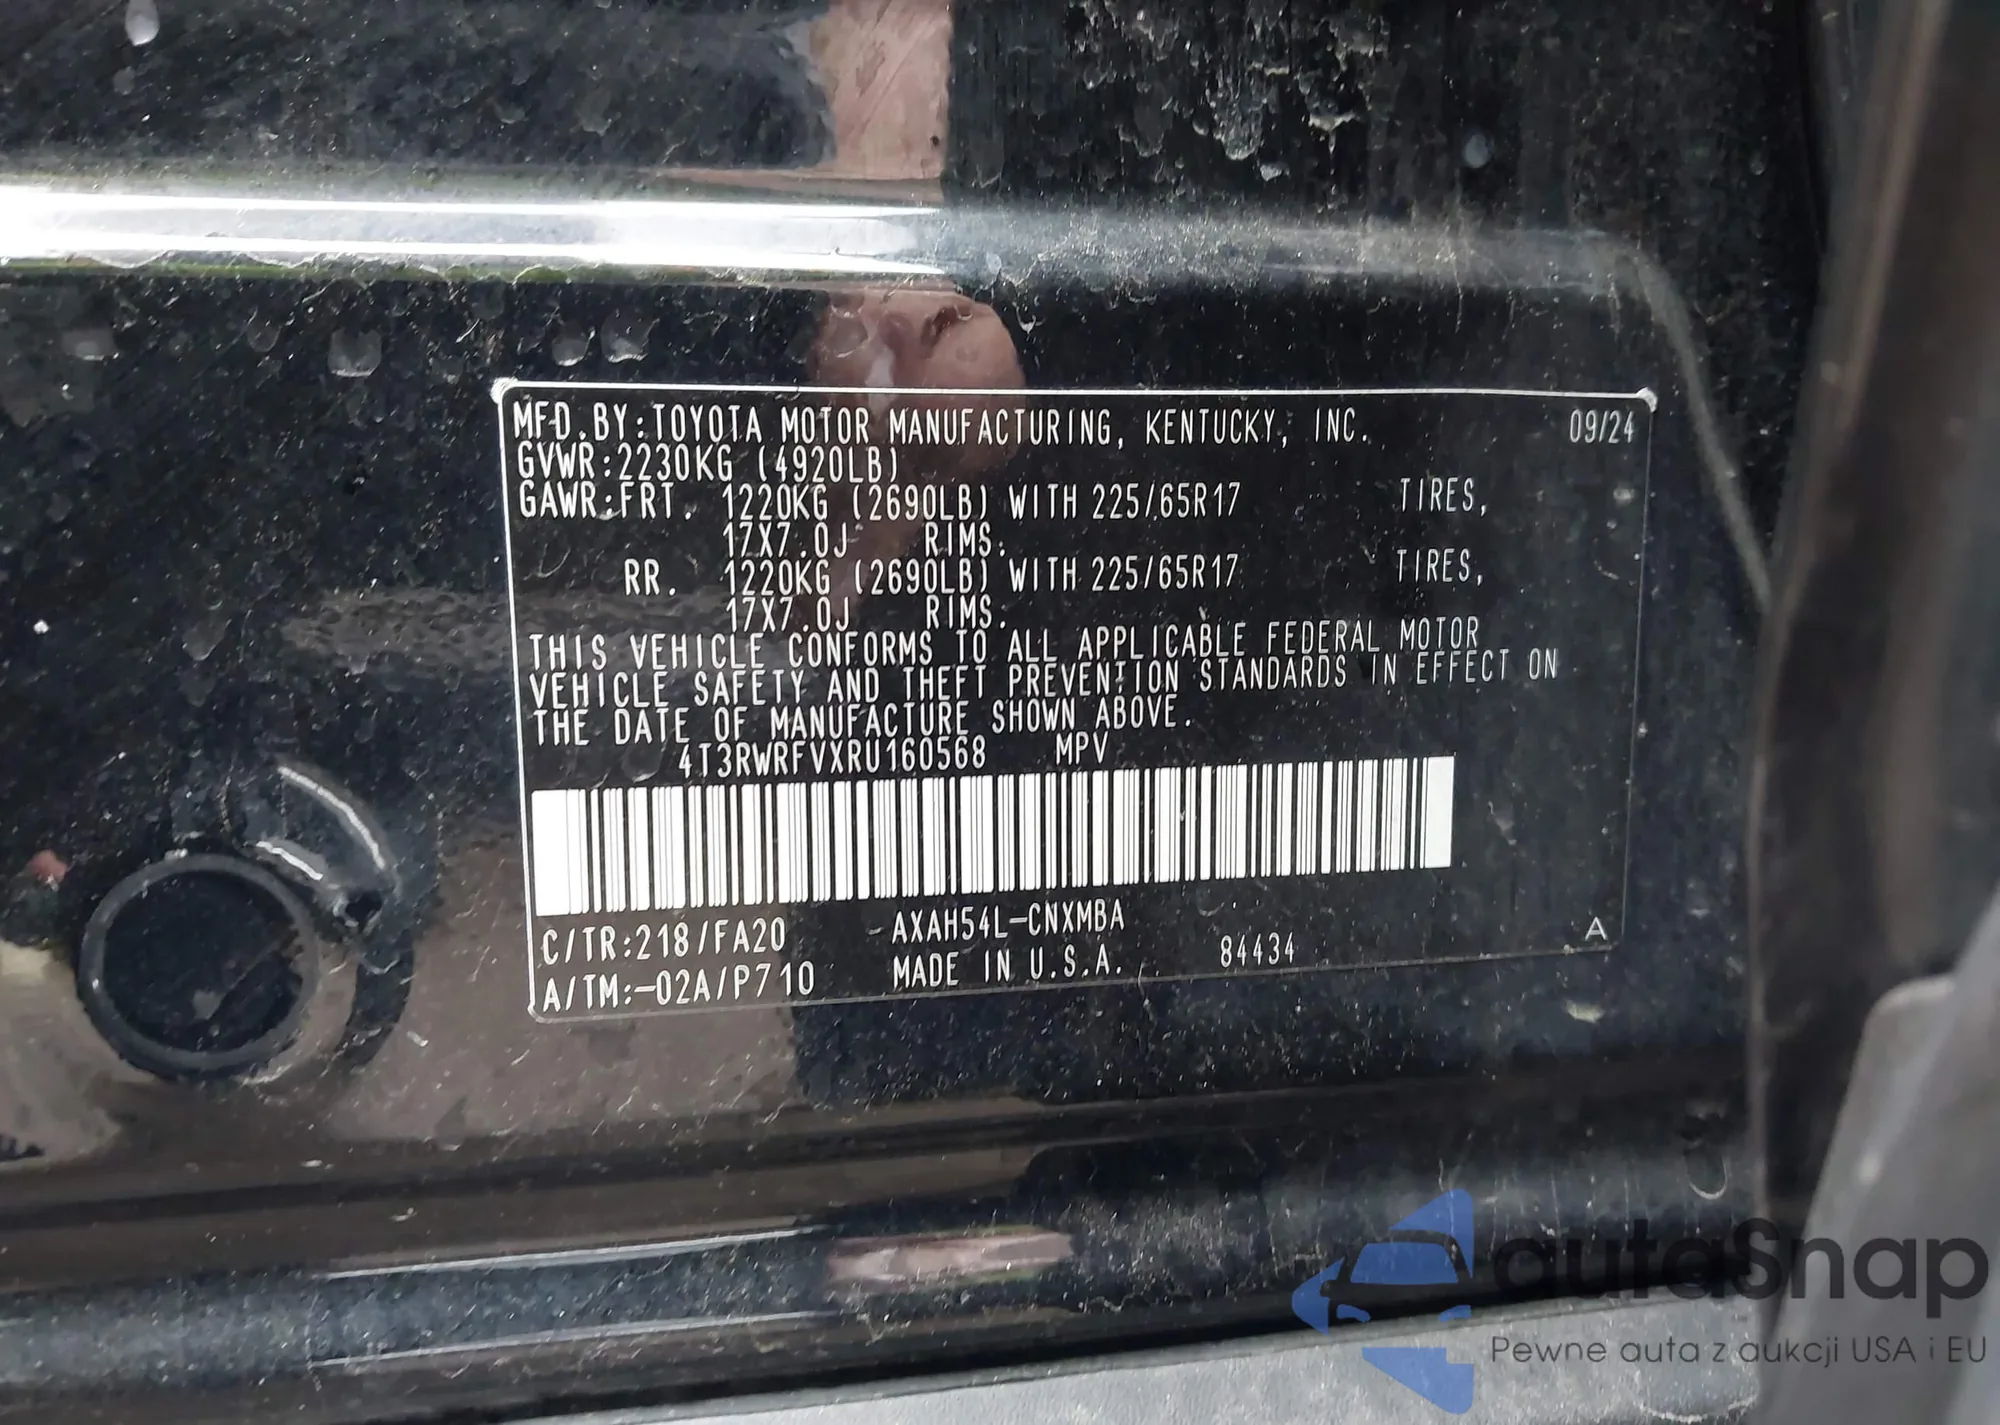 MFD. BY: TOYOTA MOTOR MANUFACTURING, KENTUCKY, INC. 09/24
GVWR:2230KG (4920LB)
GAWR:FRT. 1220KG (2690LB) WITH 225/65R17 TIRES,
17X7.0J RIMS.
RR. 1220KG (2690LB) WITH 225/65R17 TIRES,
17X7.0J RIMS.
THIS VEHICLE CONFORMS TO ALL APPLICABLE FEDERAL MOTOR
VEHICLE SAFETY AND THEFT PREVENTION STANDARDS IN EFFECT ON
THE DATE OF MANUFACTURE SHOWN ABOVE.
4T3RWRFVXRU160568 MPV
C/TR:218/FA20 AXAH54L-CNXMBA A
A/TM:-02A/P710 MADE IN U.S.A. 84434
autaSnap
Pewne auta z aukcji USA i EU